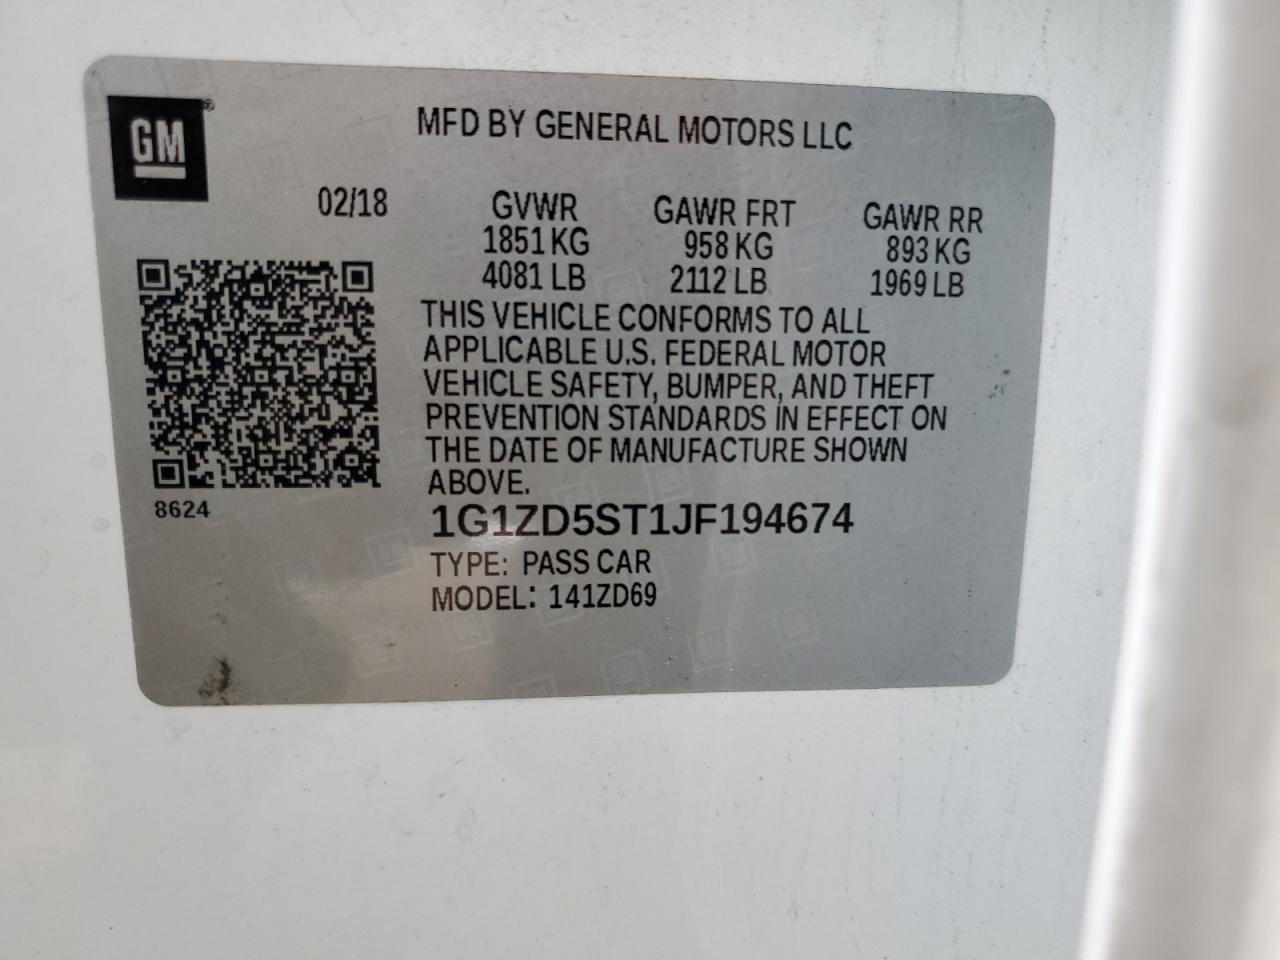 GM®
MFD BY GENERAL MOTORS LLC
02/18
GVWR GAWR FRT GAWR RR
1851 KG 958 KG 893 KG
4081 LB 2112 LB 1969 LB
THIS VEHICLE CONFORMS TO ALL
APPLICABLE U.S. FEDERAL MOTOR
VEHICLE SAFETY, BUMPER, AND THEFT
PREVENTION STANDARDS IN EFFECT ON
THE DATE OF MANUFACTURE SHOWN
ABOVE.
8624
1G1ZD5ST1JF194674
TYPE: PASS CAR
MODEL: 141ZD69